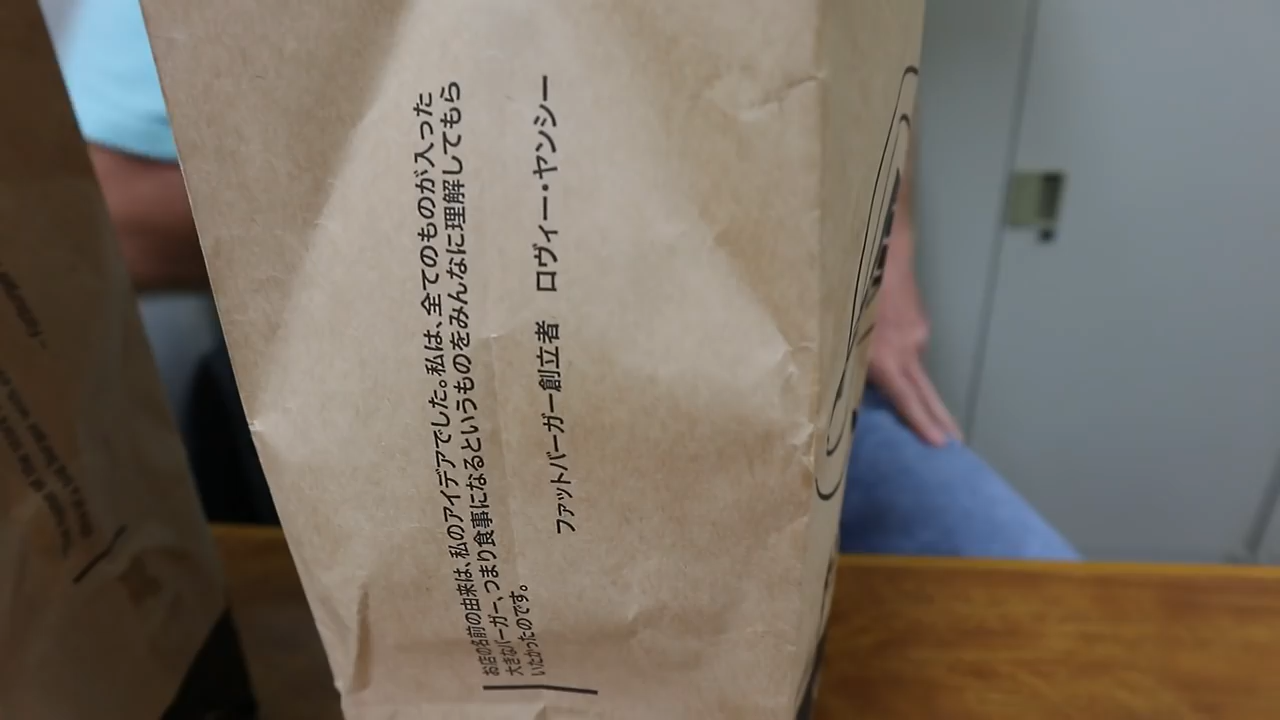 お店の名前の由来は、私のアイデアでした。私は、全てのものが入った
大きなバーガー、つまり食事になるというものをみんなに理解してもら
いたかったのです。
ファットバーガー創立者 ロヴィー・ヤンシー